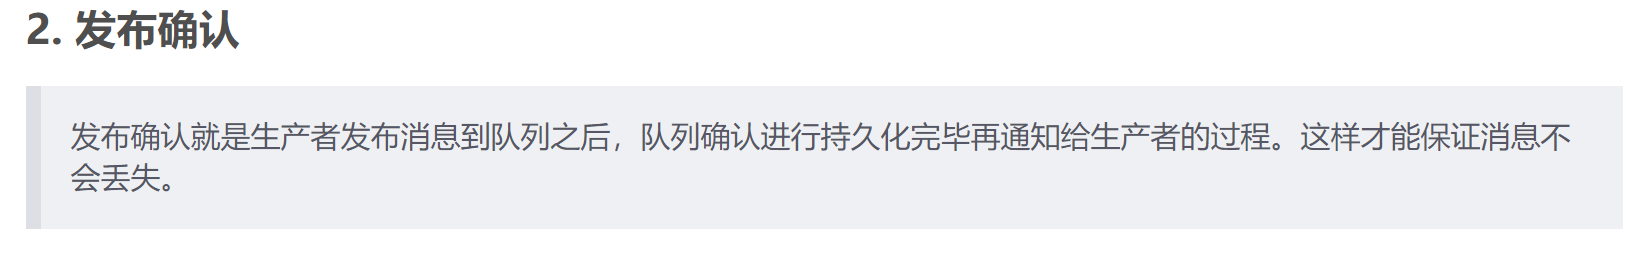 2. 发布确认
发布确认就是生产者发布消息到队列之后，队列确认进行持久化完毕再通知给生产者的过程。这样才能保证消息不
会丢失。